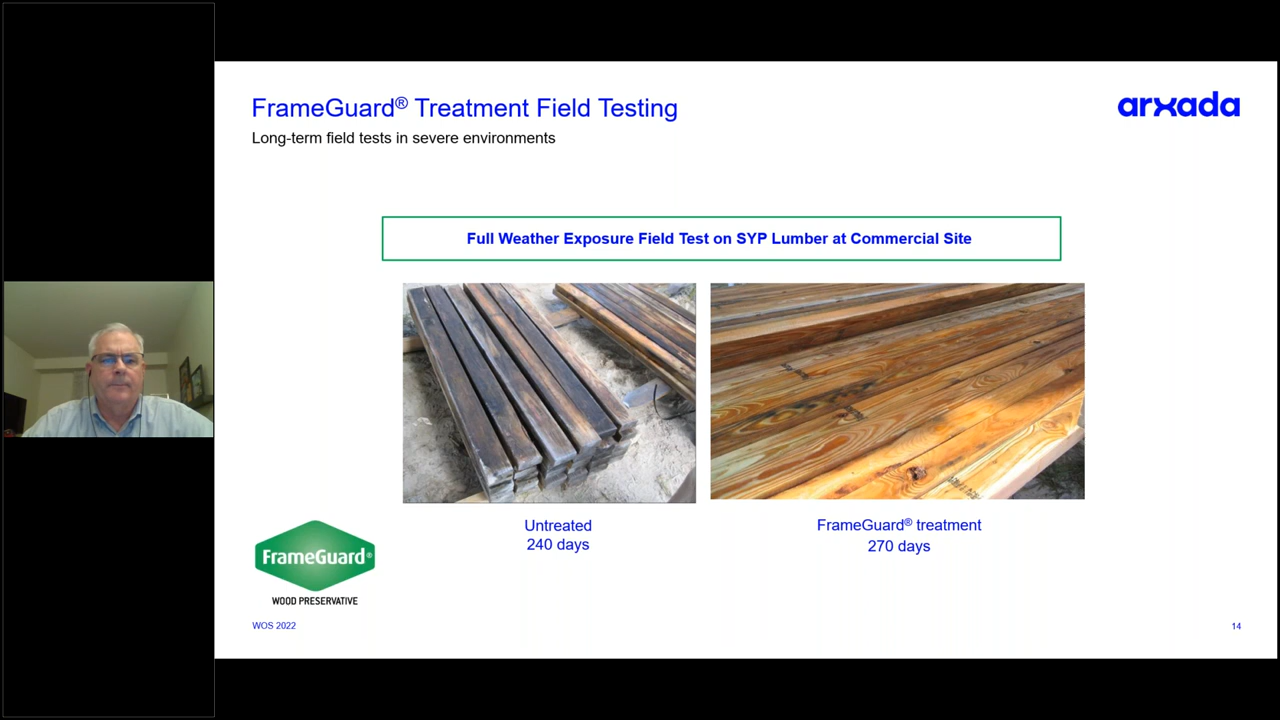 FrameGuard® Treatment Field Testing
arxada
Long-term field tests in severe environments
Full Weather Exposure Field Test on SYP Lumber at Commercial Site
Untreated
240 days
FrameGuard® treatment
270 days
FrameGuard®
WOOD PRESERVATIVE
WOS 2022
14